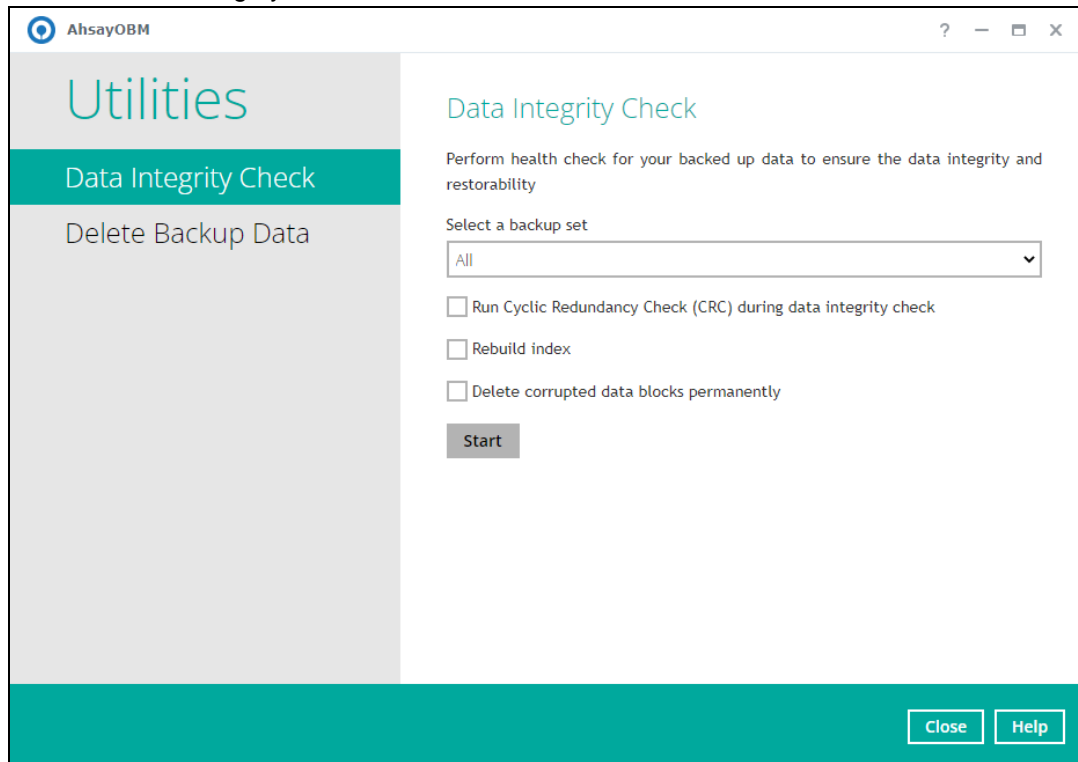 AhsayOBM
Utilities
Data Integrity Check
Delete Backup Data
Data Integrity Check
Perform health check for your backed up data to ensure the data integrity and
restorability
Select a backup set
All
Run Cyclic Redundancy Check (CRC) during data integrity check
Rebuild index
Delete corrupted data blocks permanently
Start
Close Help